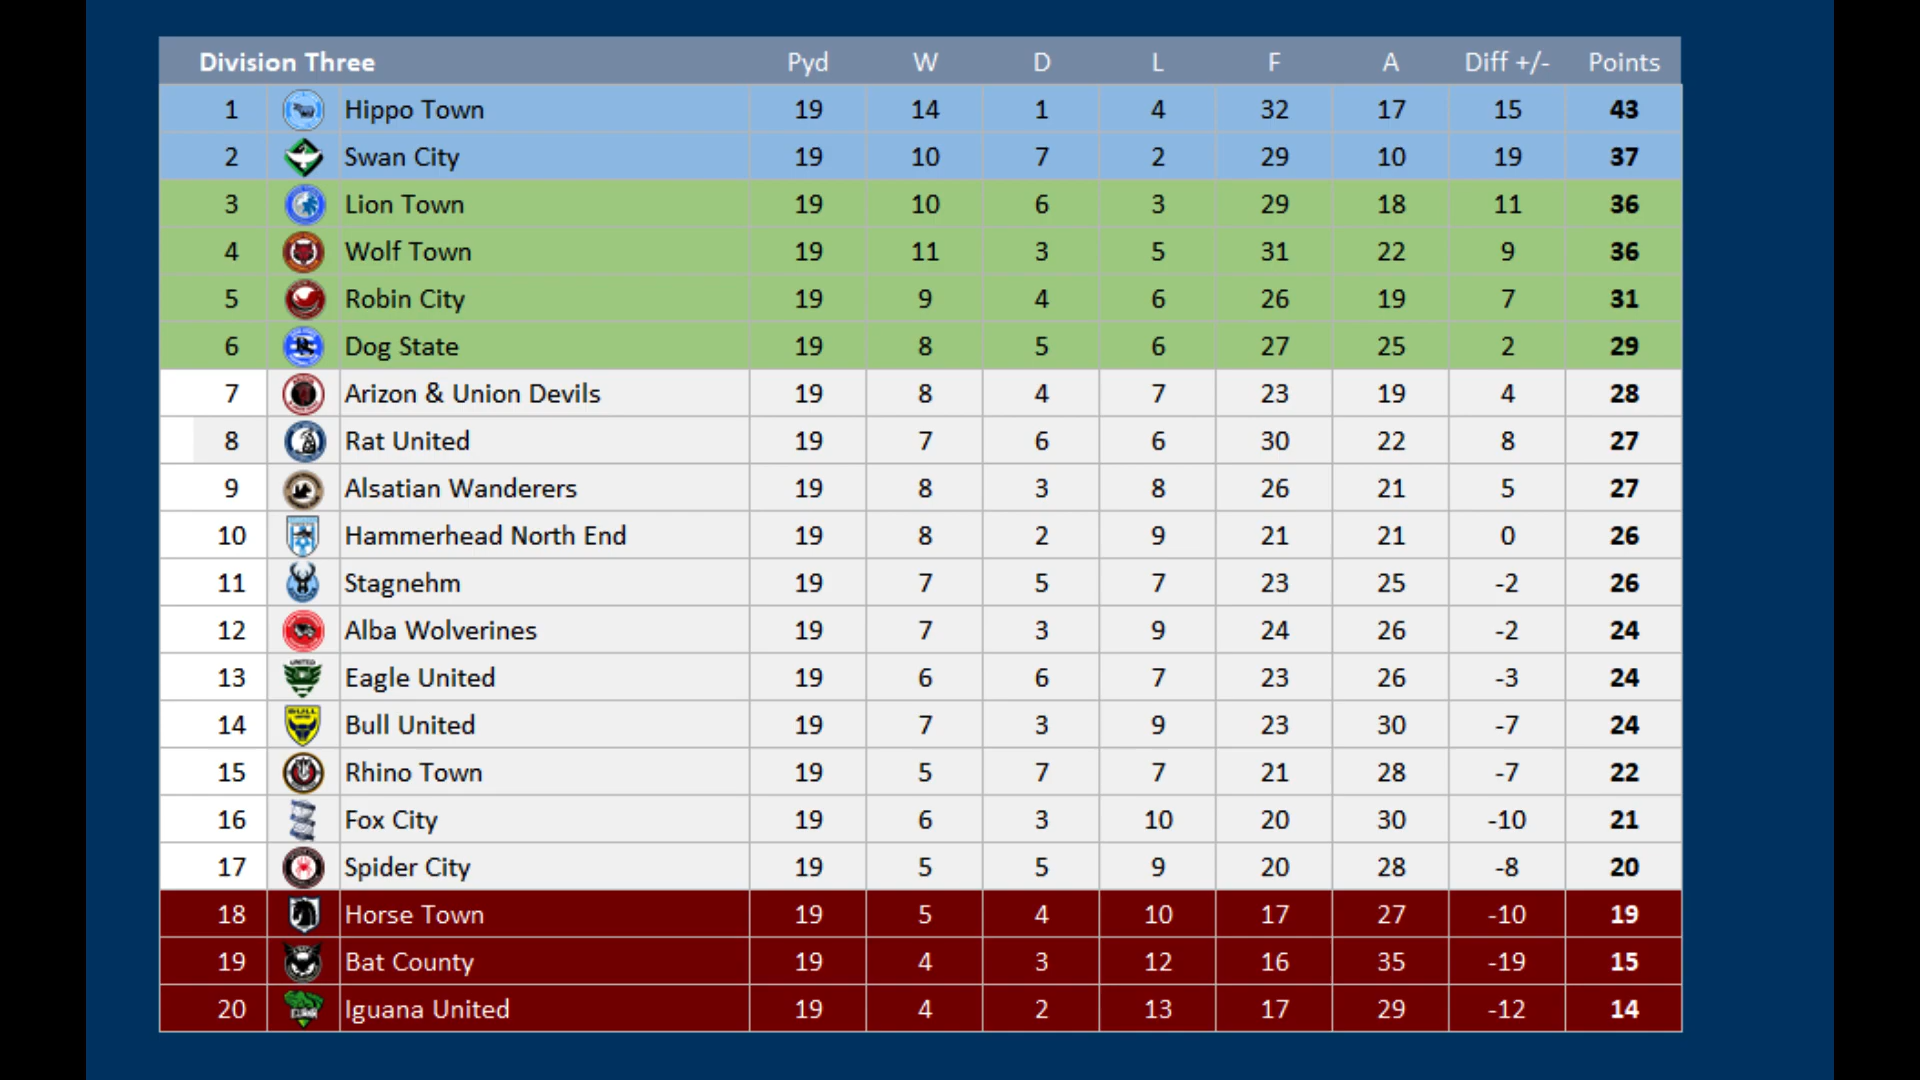 Division Three Pyd W D L F A Diff +/- Points
1 Hippo Town 19 14 1 4 32 17 15 43
2 Swan City 19 10 7 2 29 10 19 37
3 Lion Town 19 10 6 3 29 18 11 36
4 Wolf Town 19 11 3 5 31 22 9 36
5 Robin City 19 9 4 6 26 19 7 31
6 Dog State 19 8 5 6 27 25 2 29
7 Arizon & Union Devils 19 8 4 7 23 19 4 28
8 Rat United 19 7 6 6 30 22 8 27
9 Alsatian Wanderers 19 8 3 8 26 21 5 27
10 Hammerhead North End 19 8 2 9 21 21 0 26
11 Stagnehm 19 7 5 7 23 25 -2 26
12 Alba Wolverines 19 7 3 9 24 26 -2 24
13 Eagle United 19 6 6 7 23 26 -3 24
14 Bull United 19 7 3 9 23 30 -7 24
15 Rhino Town 19 5 7 7 21 28 -7 22
16 Fox City 19 6 3 10 20 30 -10 21
17 Spider City 19 5 5 9 20 28 -8 20
18 Horse Town 19 5 4 10 17 27 -10 19
19 Bat County 19 4 3 12 16 35 -19 15
20 Iguana United 19 4 2 13 17 29 -12 14